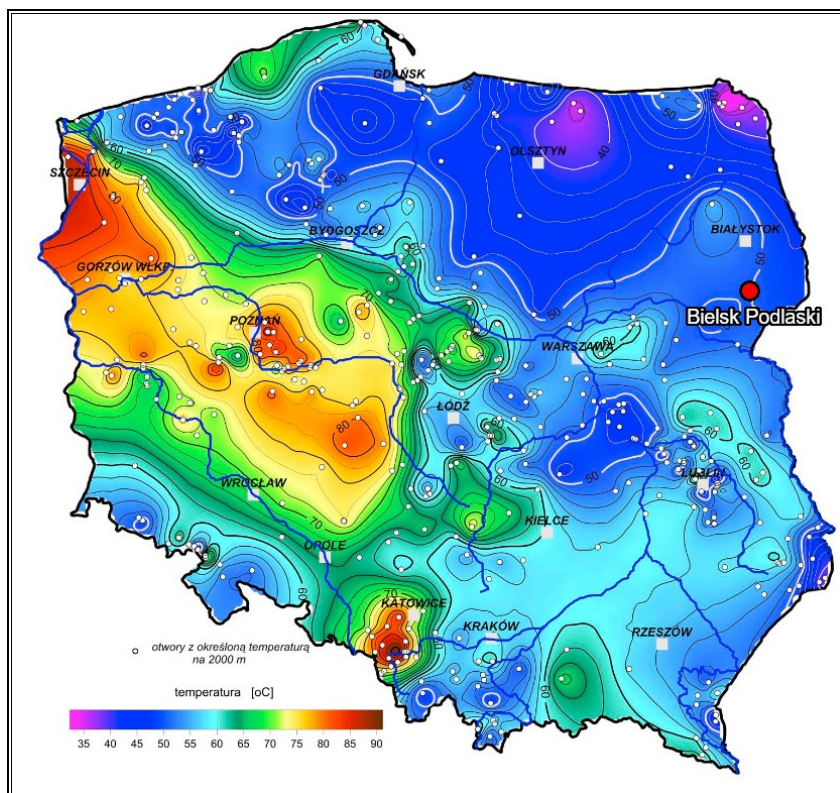 GDAŃSK
OLSZTYN
SZCZECIN
BIAŁYSTOK
BYDGOSZCZ
GORZÓW WLKP
Bielsk Podlaski
POZNAŃ
WARSZAWA
ŁÓDŹ
LUBLIN
WROCŁAW
KIELCE
OPOLE
KATOWICE
KRAKÓW
RZESZÓW
otwory z określoną temperaturą
na 2000 m
temperatura [oC]
35 40 45 50 55 60 65 70 75 80 85 90